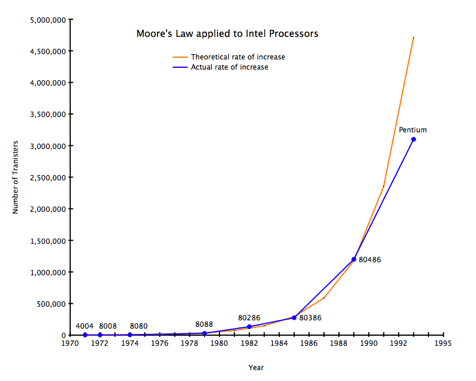 Moore's Law applied to Intel Processors
Theoretical rate of increase
Actual rate of increase
5,000,000
4,500,000
4,000,000
3,500,000
3,000,000
2,500,000
2,000,000
1,500,000
1,000,000
500,000
0
Number of Tranisters
Pentium
80486
80386
80286
8088
4004 8008 8080
1970 1972 1974 1976 1978 1980 1982 1984 1986 1988 1990 1992 1995
Year